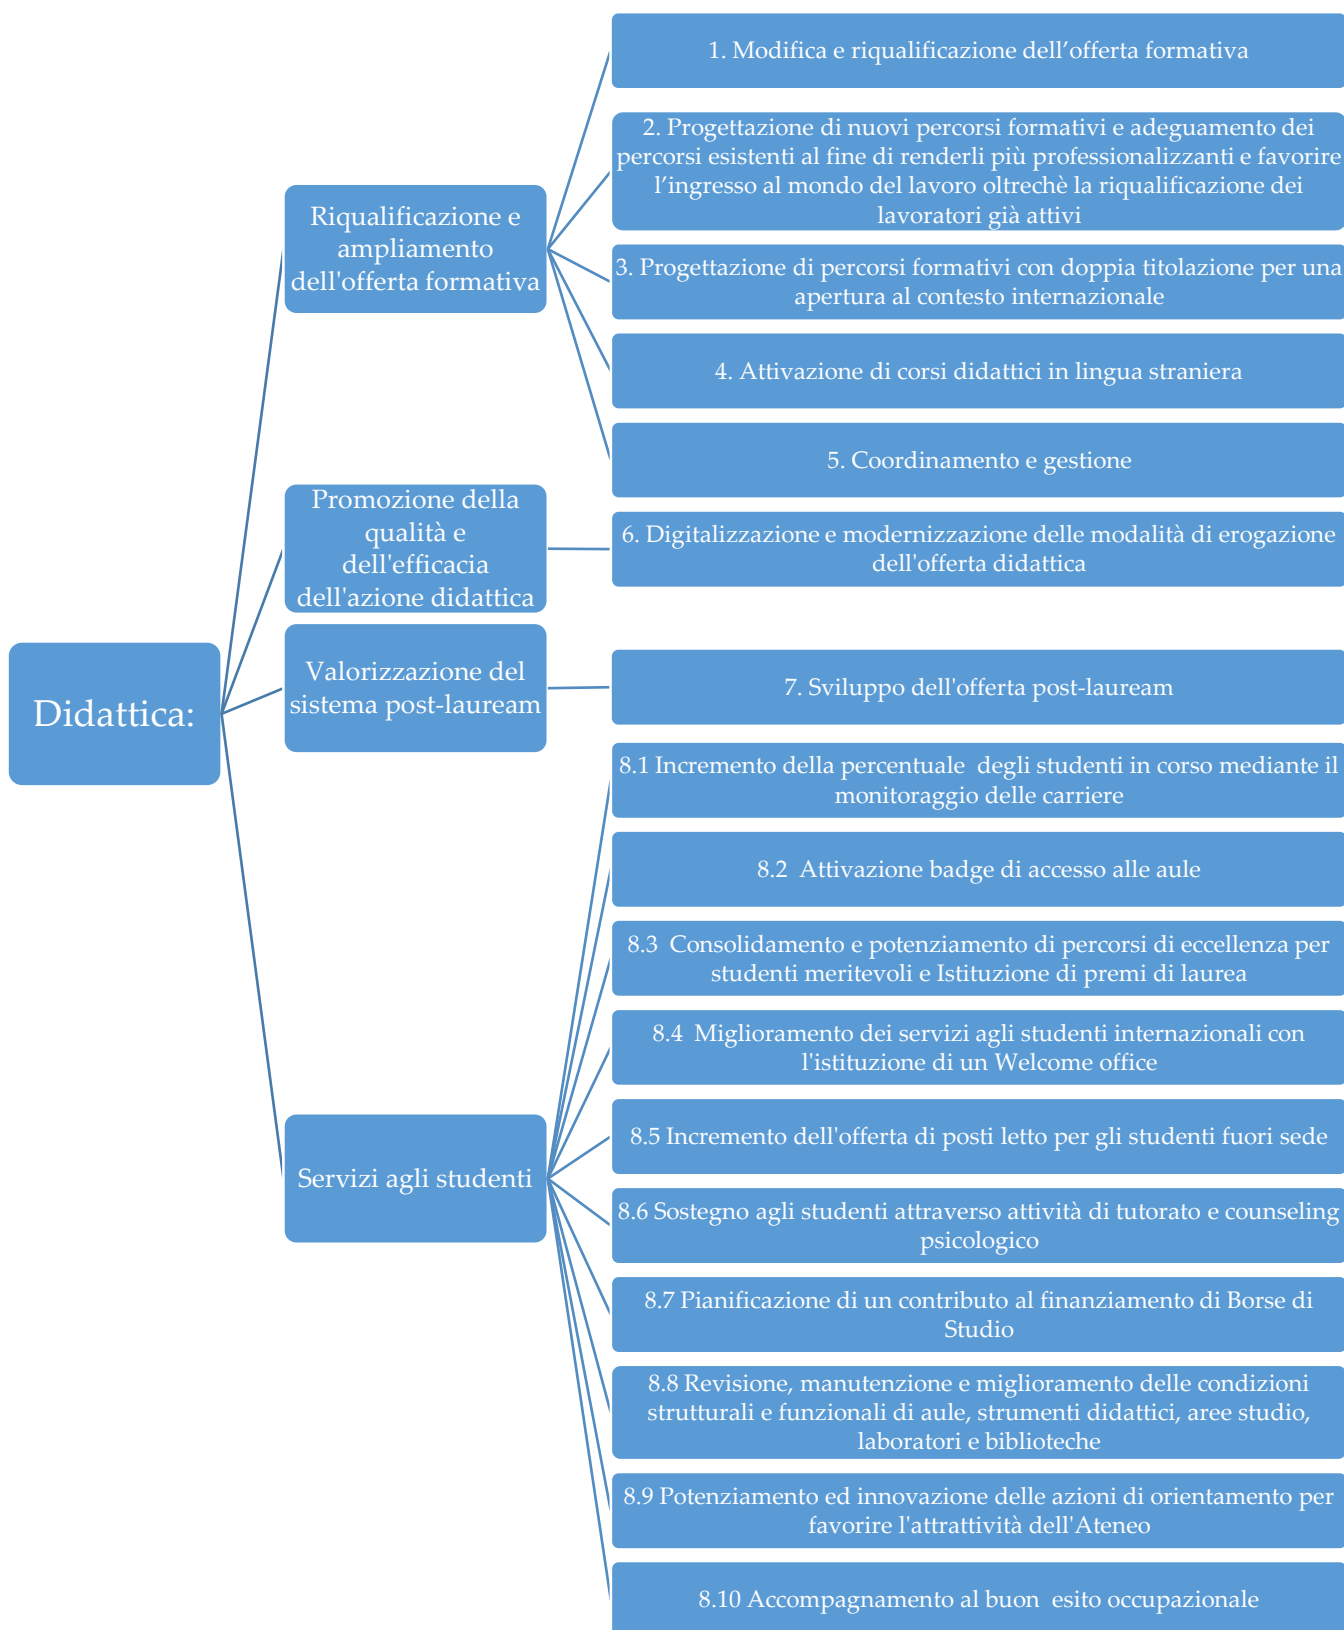 Didattica:
Riqualificazione e
ampliamento
dell'offerta formativa
1. Modifica e riqualificazione dell’offerta formativa
2. Progettazione di nuovi percorsi formativi e adeguamento dei
percorsi esistenti al fine di renderli più professionalizzanti e favorire
l’ingresso al mondo del lavoro oltrechè la riqualificazione dei
lavoratori già attivi
3. Progettazione di percorsi formativi con doppia titolazione per una
apertura al contesto internazionale
4. Attivazione di corsi didattici in lingua straniera
5. Coordinamento e gestione
Promozione della
qualità e
dell'efficacia
dell'azione didattica
6. Digitalizzazione e modernizzazione delle modalità di erogazione
dell'offerta didattica
Valorizzazione del
sistema post-lauream
7. Sviluppo dell'offerta post-lauream
Servizi agli studenti
8.1 Incremento della percentuale  degli studenti in corso mediante il
monitoraggio delle carriere
8.2  Attivazione badge di accesso alle aule
8.3  Consolidamento e potenziamento di percorsi di eccellenza per
studenti meritevoli e Istituzione di premi di laurea
8.4  Miglioramento dei servizi agli studenti internazionali con
l'istituzione di un Welcome office
8.5 Incremento dell'offerta di posti letto per gli studenti fuori sede
8.6 Sostegno agli studenti attraverso attività di tutorato e counseling
psicologico
8.7 Pianificazione di un contributo al finanziamento di Borse di
Studio
8.8 Revisione, manutenzione e miglioramento delle condizioni
strutturali e funzionali di aule, strumenti didattici, aree studio,
laboratori e biblioteche
8.9 Potenziamento ed innovazione delle azioni di orientamento per
favorire l'attrattività dell'Ateneo
8.10 Accompagnamento al buon  esito occupazionale